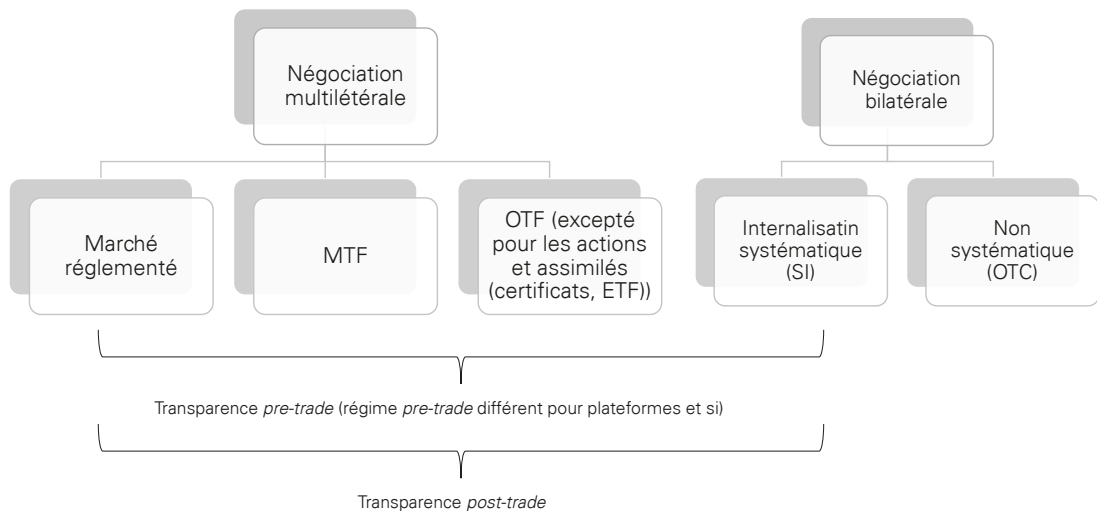 Négociation
multilétérale
Négociation
bilatérale
Marché
réglementé
MTF
OTF (excepté
pour les actions
et assimilés
(certificats, ETF))
Internalisatin
systématique
(SI)
Non
systématique
(OTC)
Transparence pre-trade (régime pre-trade différent pour plateformes et si)
Transparence post-trade